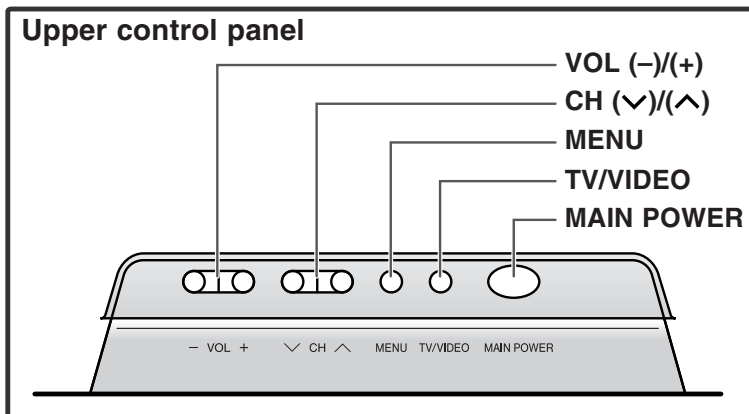 Upper control panel
VOL (–)/(+)
CH (∨)/(∧)
MENU
TV/VIDEO
MAIN POWER
– VOL + ∨ CH ∧ MENU TV/VIDEO MAIN POWER